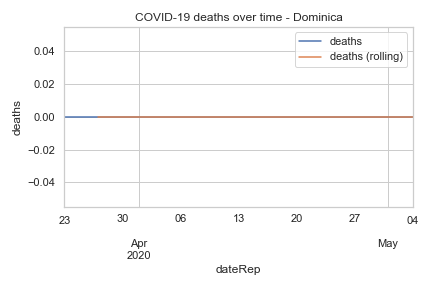 COVID-19 deaths over time - Dominica
deaths
deaths (rolling)
deaths
0.04
0.02
0.00
−0.02
−0.04
23 30 06 13 20 27 04
Apr May
2020
dateRep